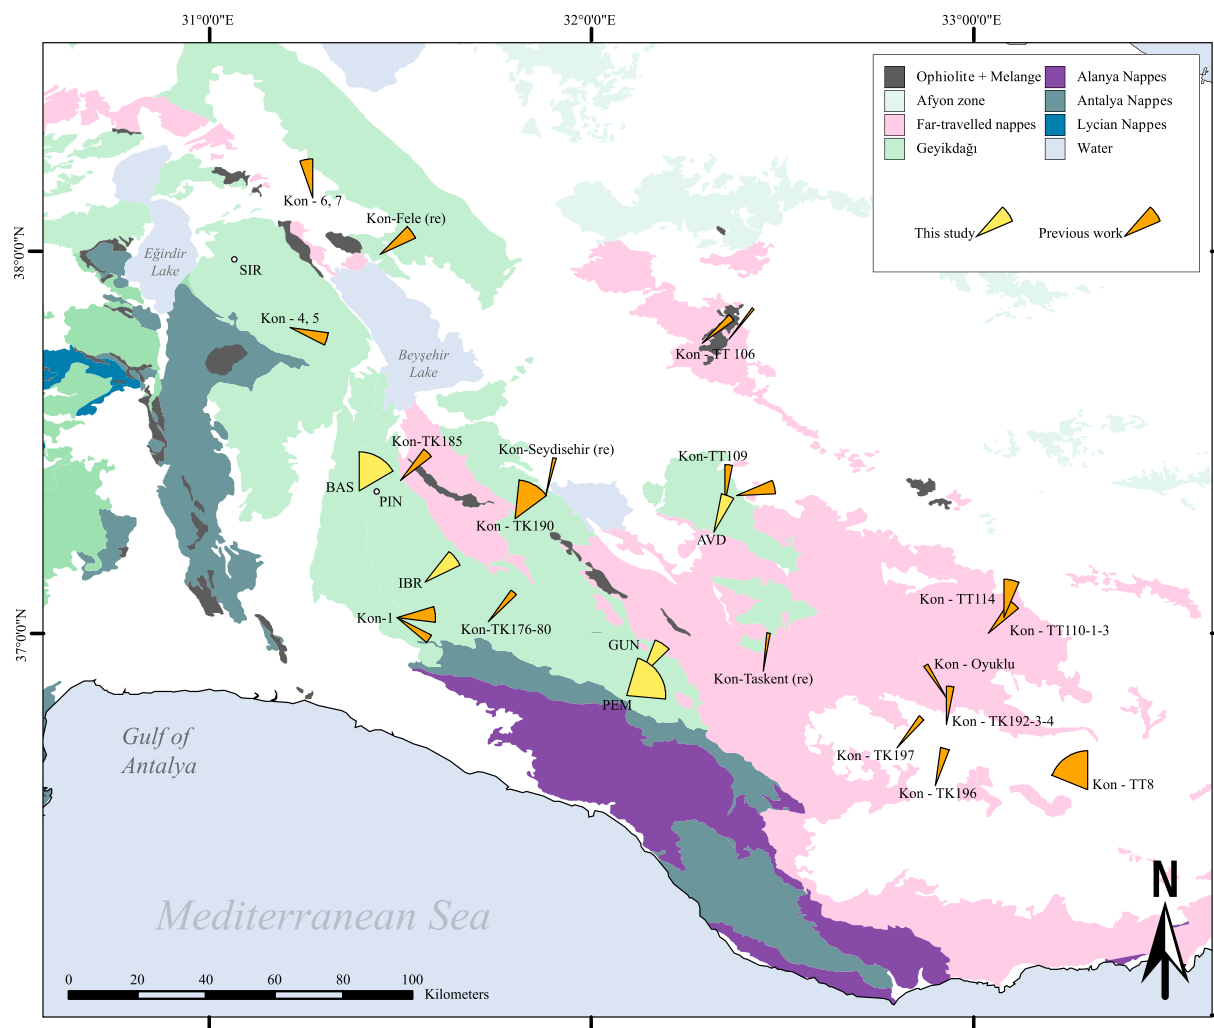 31°0'0"E
32°0'0"E
33°0'0"E
38°0'0"N
37°0'0"N
Ophiolite + Melange
Afyon zone
Far-travelled nappes
Geyikdağı
Alanya Nappes
Antalya Nappes
Lycian Nappes
Water
This study
Previous work
Kon - 6, 7
Kon-Fele (re)
Eğirdir
Lake
SIR
Kon - 4, 5
Beyşehir
Lake
Kon - TT 106
Kon-TK185
Kon-Seydisehir (re)
Kon-TT109
BAS
PIN
Kon - TK190
AVD
IBR
Kon-1
Kon-TK176-80
Kon - TT114
Kon - TT110-1-3
GUN
PEM
Kon-Taskent (re)
Kon - Oyuklu
Kon - TK192-3-4
Kon - TK197
Kon - TK196
Kon - TT8
Gulf of
Antalya
Mediterranean Sea
N
0 20 40 60 80 100
Kilometers